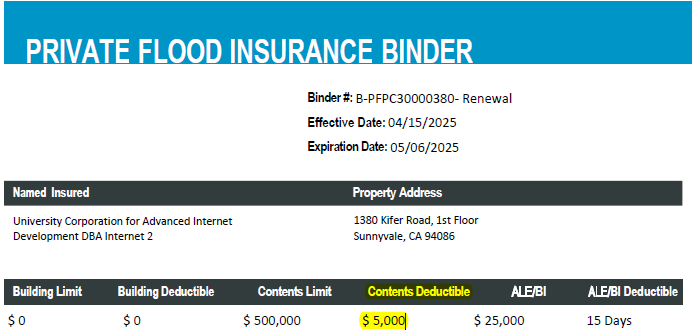 PRIVATE FLOOD INSURANCE BINDER
Binder #: B-PFPC30000380- Renewal
Effective Date: 04/15/2025
Expiration Date: 05/06/2025
Named Insured Property Address
University Corporation for Advanced Internet 1380 Kifer Road, 1st Floor
Development DBA Internet 2 Sunnyvale, CA 94086
Building Limit Building Deductible Contents Limit Contents Deductible ALE/BI ALE/BI Deductible
$ 0 $ 0 $ 500,000 $ 5,000 $ 25,000 15 Days